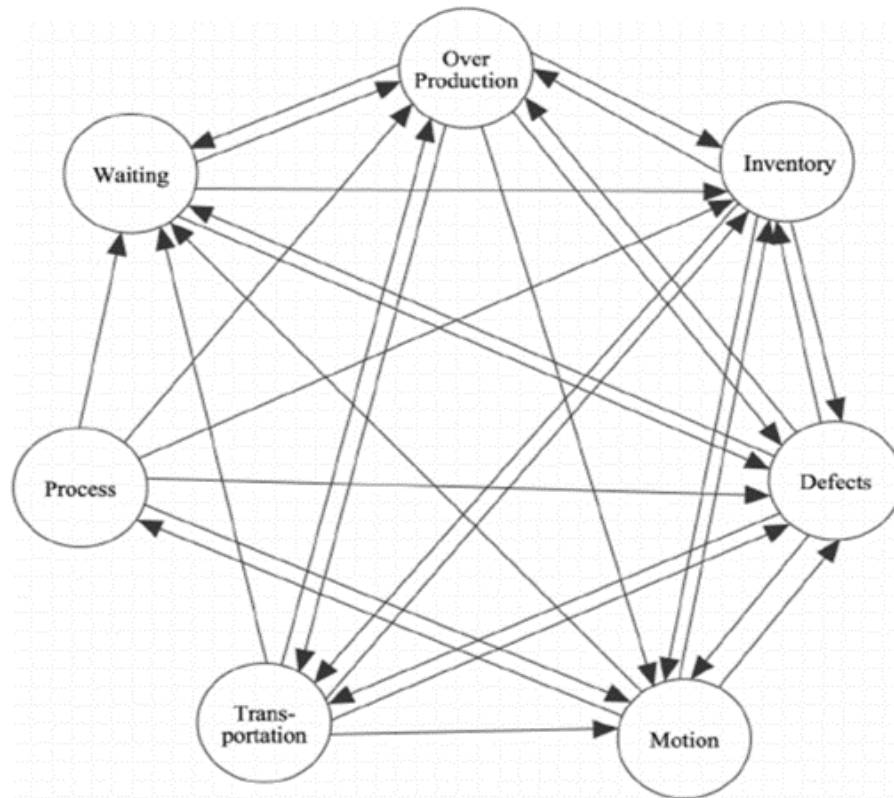 Over
Production
Waiting
Inventory
Process
Defects
Trans-
portation
Motion